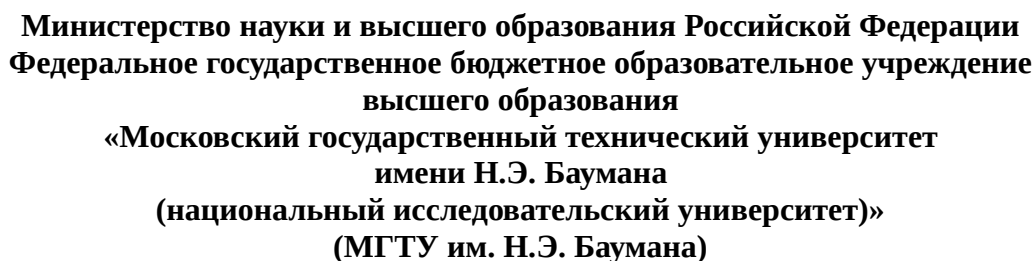 Министерство науки и высшего образования Российской Федерации
Федеральное государственное бюджетное образовательное учреждение
высшего образования
«Московский государственный технический университет
имени Н.Э. Баумана
(национальный исследовательский университет)»
(МГТУ им. Н.Э. Баумана)